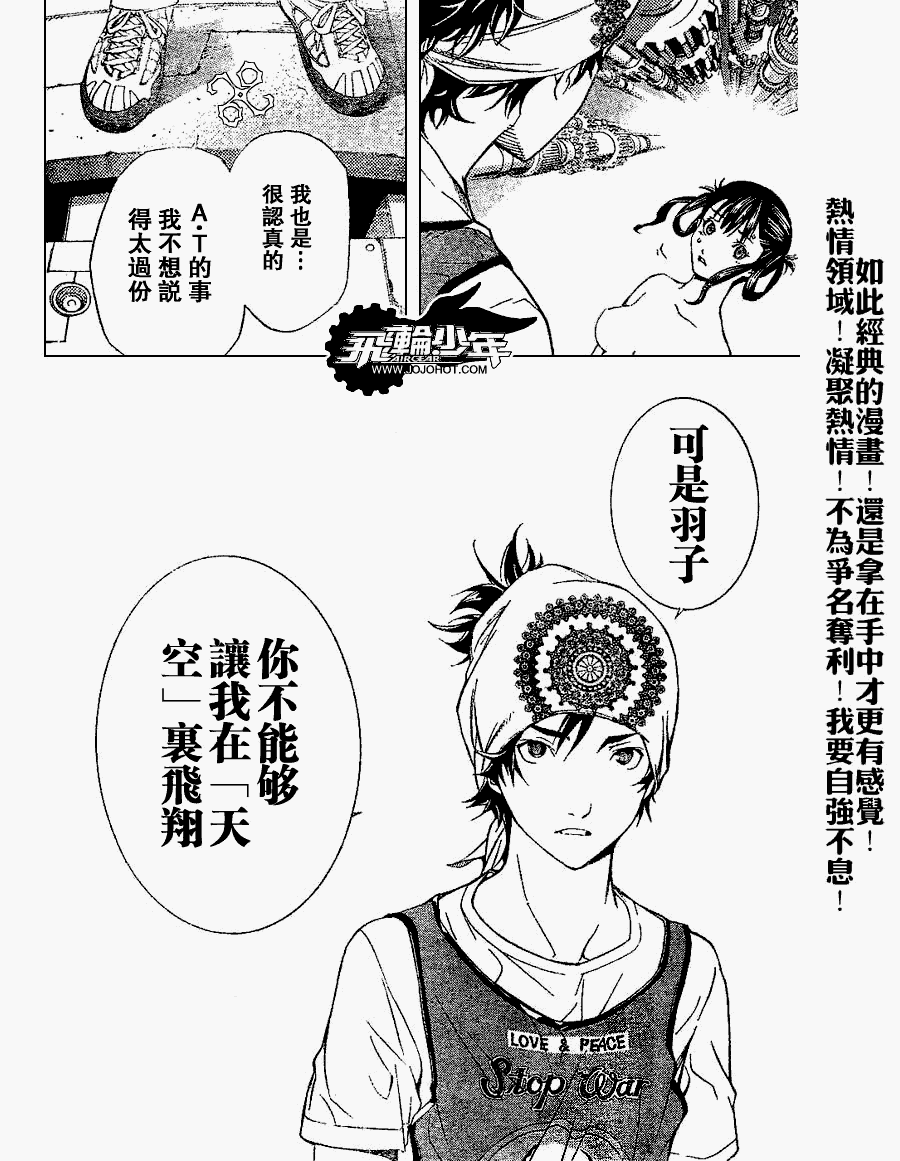 我也是…
很認真的
A・T的事
我不想説
得太過份
飛輪少年
AIRGEAR
WWW.JOJOHOT.COM
可是羽子
你不能够
讓我在「天
空」裏飛翔
LOVE & PEACE
Stop War
如此經典的漫畫！還是拿在手中才更有感覺！
熱情領域！凝聚熱情！不為爭名奪利！我要自強不息！